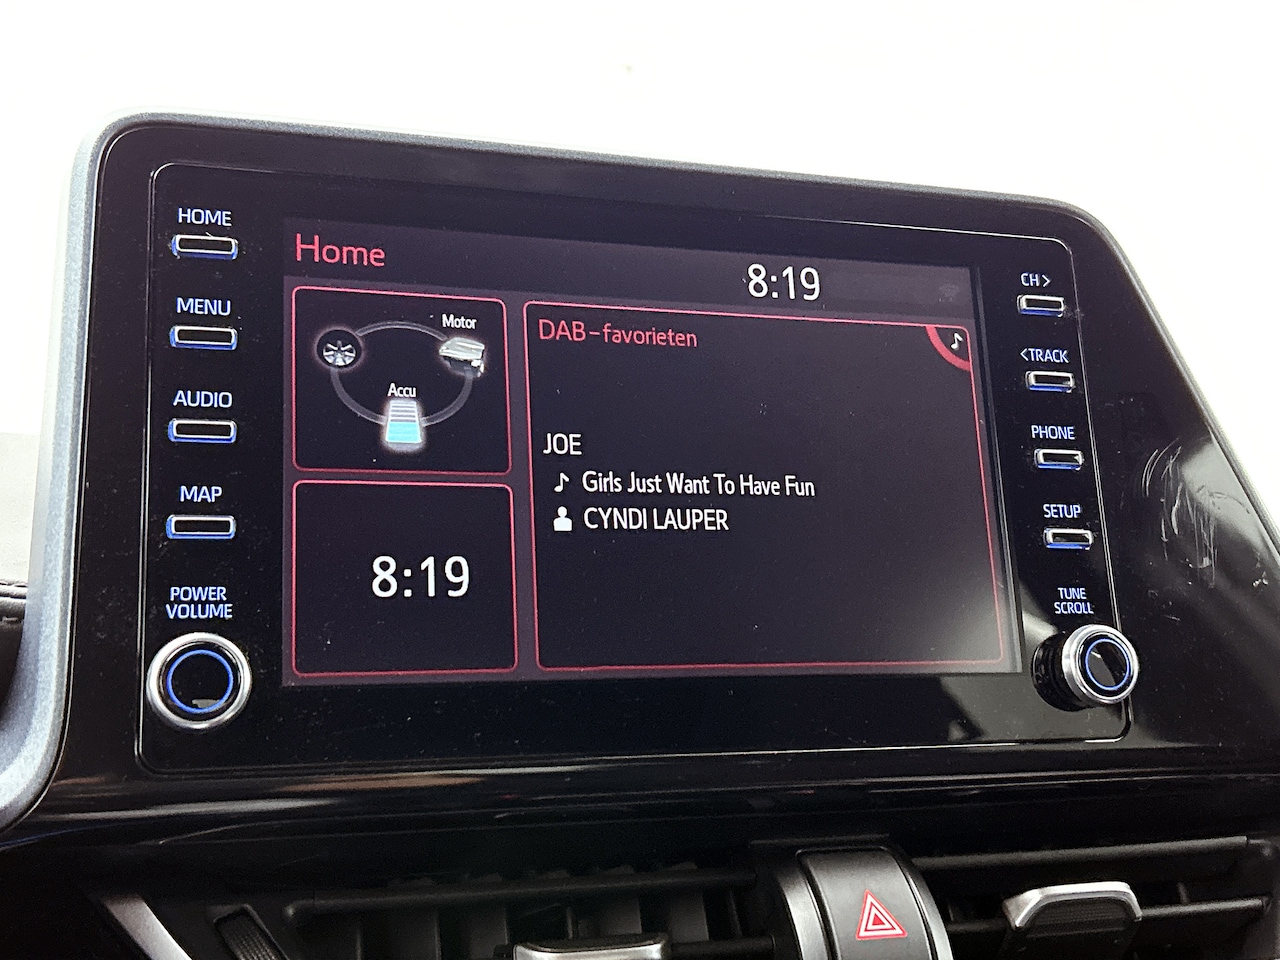 HOME
MENU
AUDIO
MAP
POWER
VOLUME
Home
8:19
Motor
Accu
8:19
DAB-favorieten
JOE
Girls Just Want To Have Fun
CYNDI LAUPER
CH >
<TRACK
PHONE
SETUP
TUNE
SCROLL